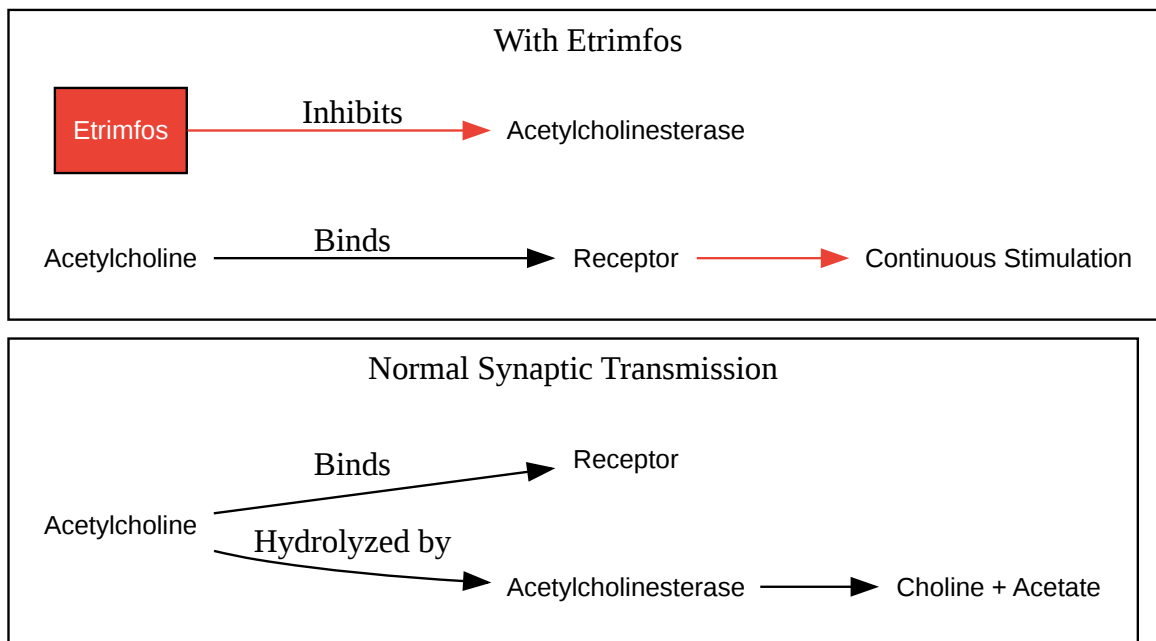 With Etrimfos
Etrimfos
Inhibits
Acetylcholinesterase
Acetylcholine
Binds
Receptor
Continuous Stimulation
Normal Synaptic Transmission
Binds
Receptor
Acetylcholine
Hydrolyzed by
Acetylcholinesterase
Choline + Acetate